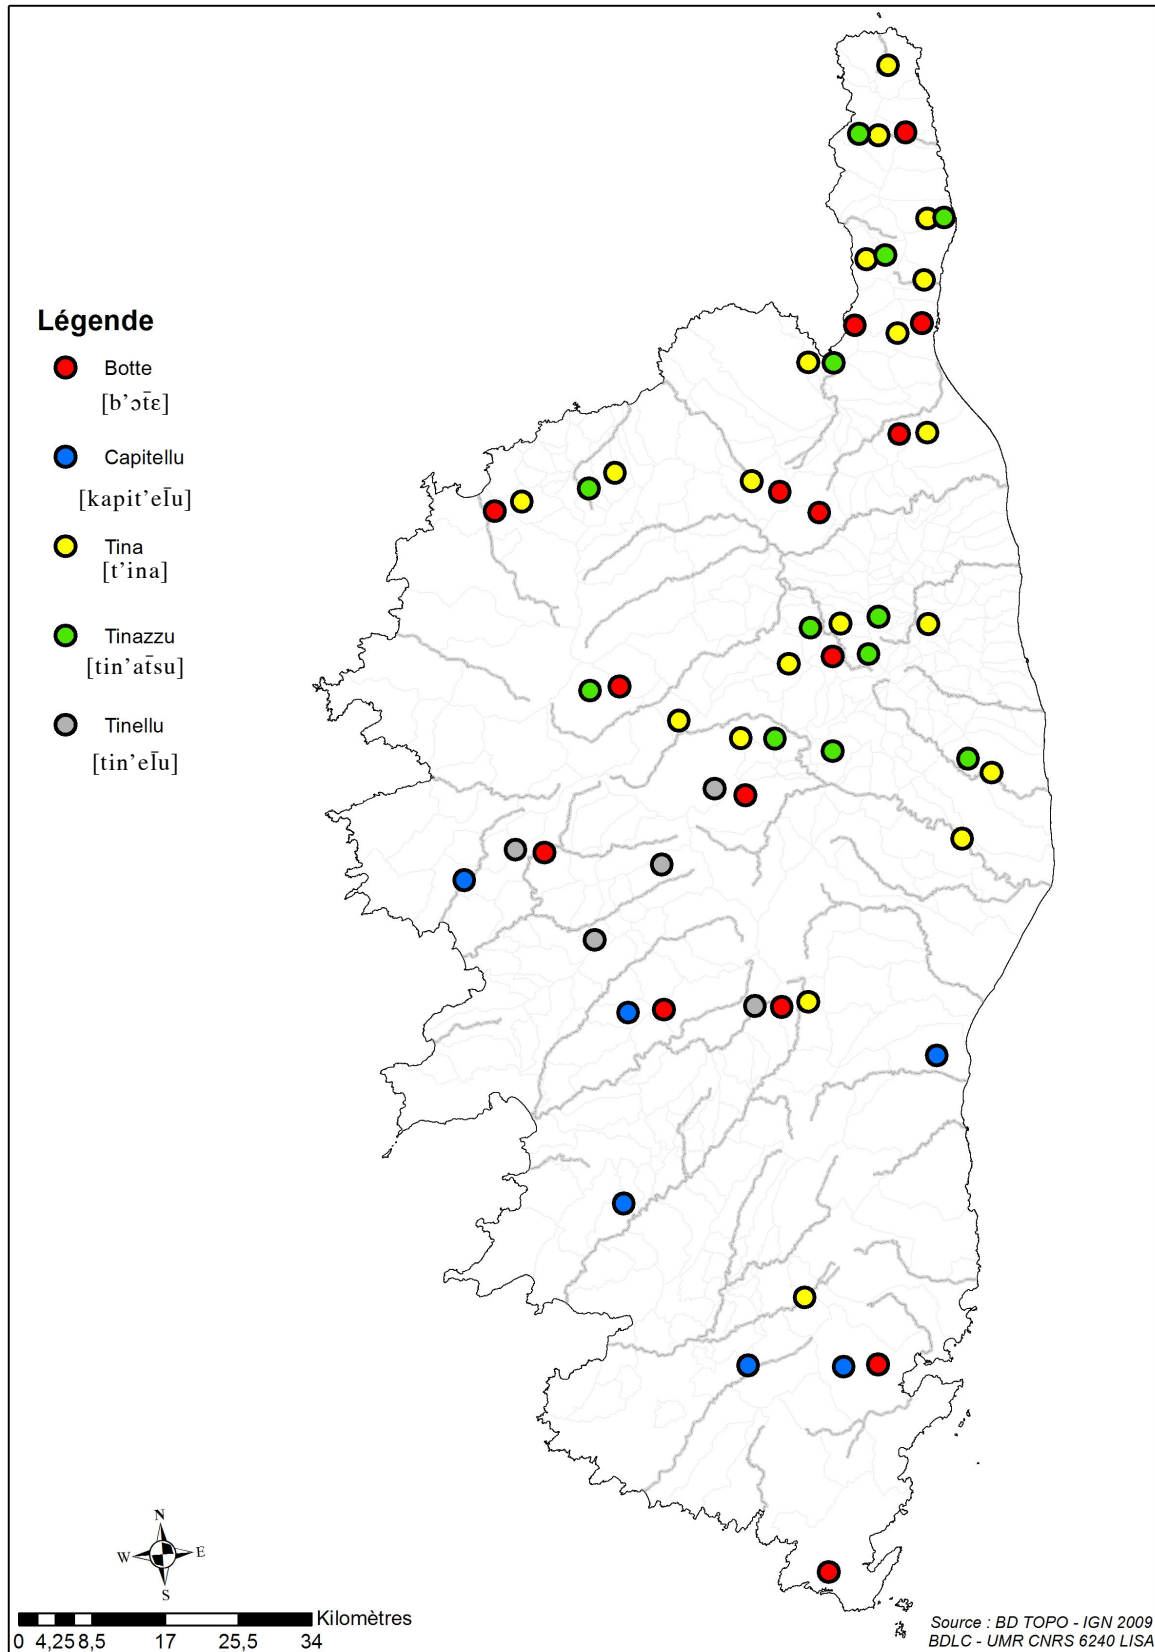 Légende
Botte
[b’ɔt̄ɛ]
Capitellu
[kapit’el̄u]
Tina
[t’ina]
Tinazzu
[tin’at̄su]
Tinellu
[tin’el̄u]
N
W E
S
Kilomètres
0 4,25 8,5 17 25,5 34
Source : BD TOPO - IGN 2009
BDLC - UMR CNRS 6240 LISA